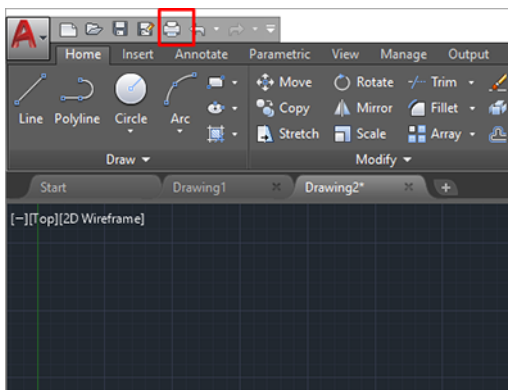 A
Home Insert Annotate Parametric View Manage Output
Move Rotate Trim
Line Polyline Circle Arc Copy Mirror Fillet
Stretch Scale Array
Draw Modify
Start Drawing1 Drawing2*
[−][Top][2D Wireframe]